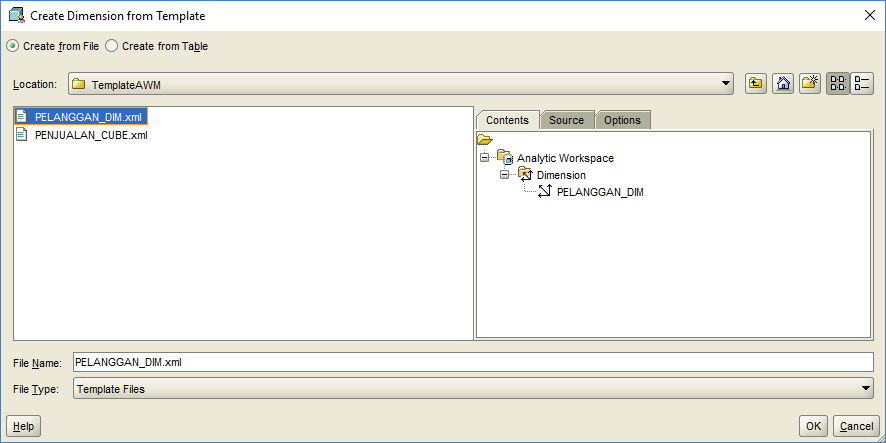 Create Dimension from Template
Create from File Create from Table
Location: TemplateAWM
PELANGGAN_DIM.xml
PENJUALAN_CUBE.xml
Contents Source Options
Analytic Workspace
Dimension
PELANGGAN_DIM
File Name: PELANGGAN_DIM.xml
File Type: Template Files
Help OK Cancel